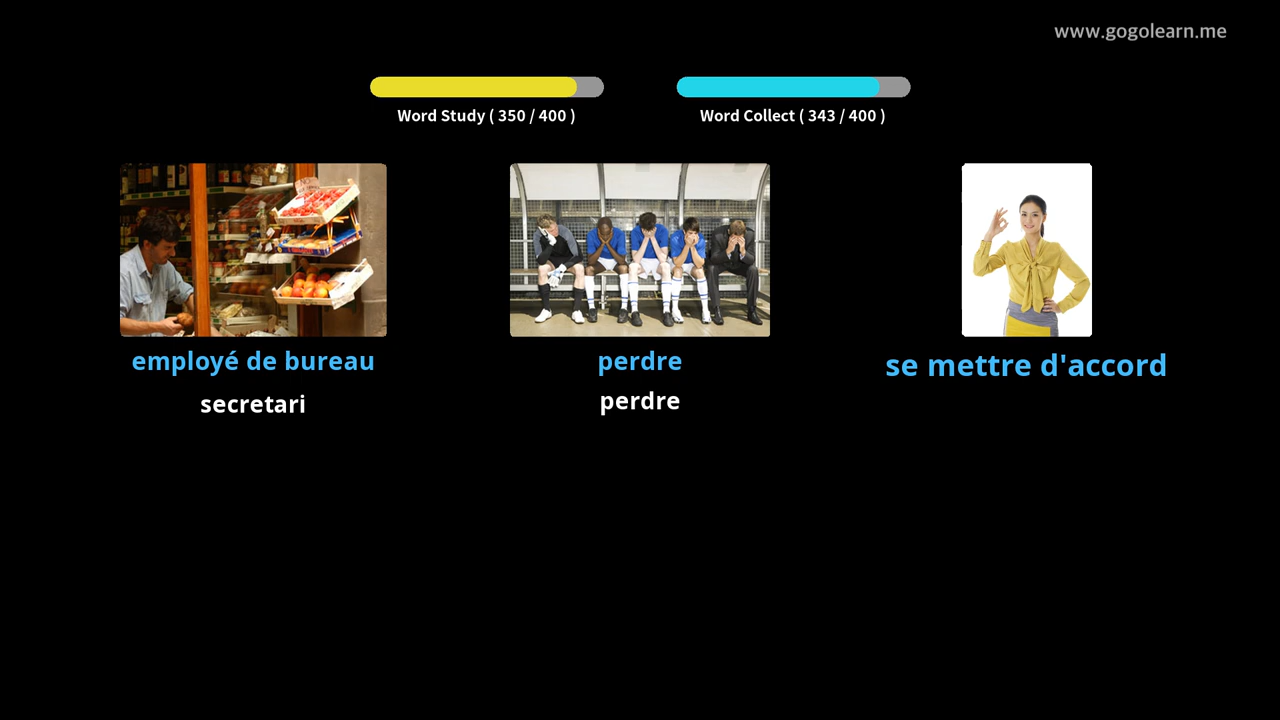 www.gogolearn.me
Word Study ( 350 / 400 )
Word Collect ( 343 / 400 )
employé de bureau
secretari
perdre
perdre
se mettre d'accord